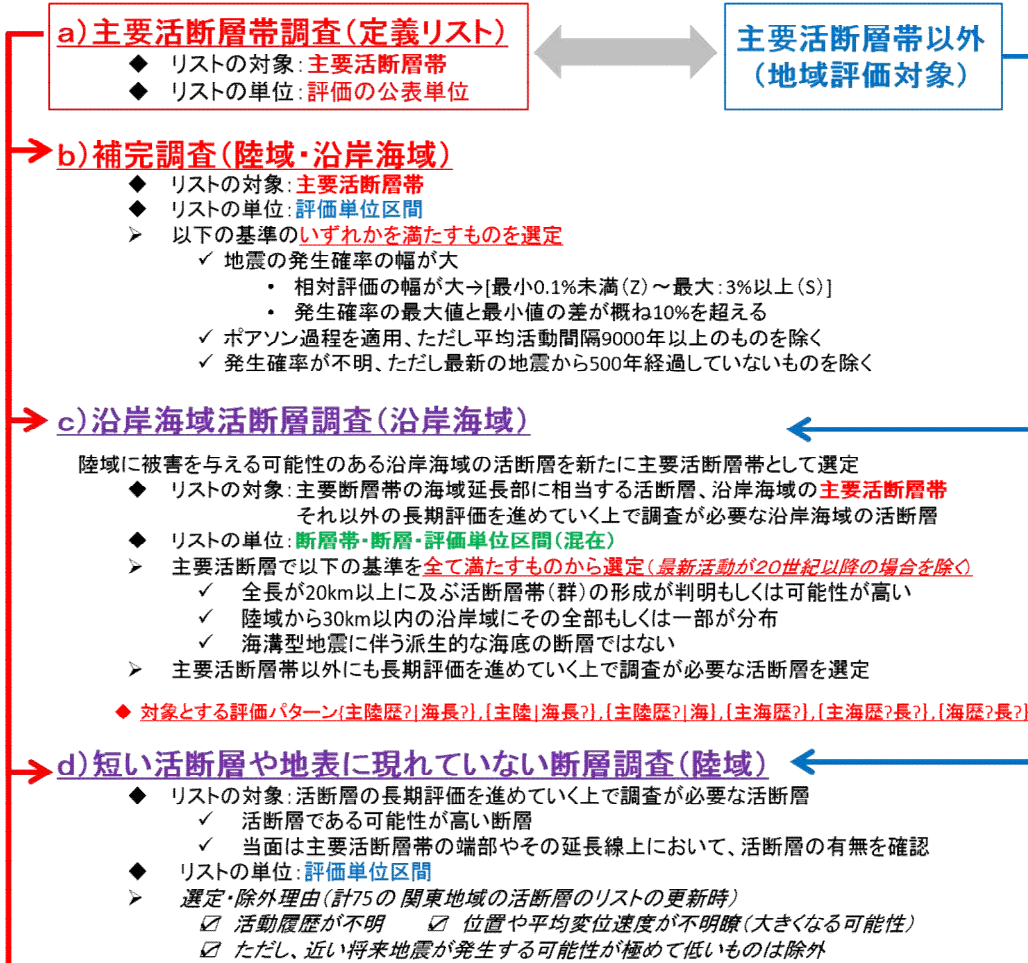 a)主要活断層帯調査(定義リスト)
◆ リストの対象:主要活断層帯
◆ リストの単位:評価の公表単位
主要活断層帯以外
(地域評価対象)
b)補完調査(陸域・沿岸海域)
◆ リストの対象:主要活断層帯
◆ リストの単位:評価単位区間
➢ 以下の基準のいずれかを満たすものを選定
✓ 地震の発生確率の幅が大
• 相対評価の幅が大→[最小0.1%未満(Z)～最大:3%以上(S)]
• 発生確率の最大値と最小値の差が概ね10%を超える
✓ ポアソン過程を適用、ただし平均活動間隔9000年以上のものを除く
✓ 発生確率が不明、ただし最新の地震から500年経過していないものを除く
c)沿岸海域活断層調査(沿岸海域)
陸域に被害を与える可能性のある沿岸海域の活断層を新たに主要活断層帯として選定
◆ リストの対象:主要断層帯の海域延長部に相当する活断層、沿岸海域の主要活断層帯
それ以外の長期評価を進めていく上で調査が必要な沿岸海域の活断層
◆ リストの単位:断層帯・断層・評価単位区間(混在)
➢ 主要活断層で以下の基準を全て満たすものから選定(最新活動が20世紀以降の場合を除く)
✓ 全長が20km以上に及ぶ活断層帯(群)の形成が判明もしくは可能性が高い
✓ 陸域から30km以内の沿岸域にその全部もしくは一部が分布
✓ 海溝型地震に伴う派生的な海底の断層ではない
➢ 主要活断層帯以外にも長期評価を進めていく上で調査が必要な活断層を選定
◆ 対象とする評価パターン{主陸歴?|海長?},{主陸|海長?},{主陸歴?|海},{主海歴?},{主海歴?長?},{海歴?長?}
d)短い活断層や地表に現れていない断層調査(陸域)
◆ リストの対象:活断層の長期評価を進めていく上で調査が必要な活断層
✓ 活断層である可能性が高い断層
✓ 当面は主要活断層帯の端部やその延長線上において、活断層の有無を確認
◆ リストの単位:評価単位区間
➢ 選定・除外理由(計75の 関東地域の活断層のリストの更新時)
☑ 活動履歴が不明 ☑ 位置や平均変位速度が不明瞭(大きくなる可能性)
☑ ただし、近い将来地震が発生する可能性が極めて低いものは除外